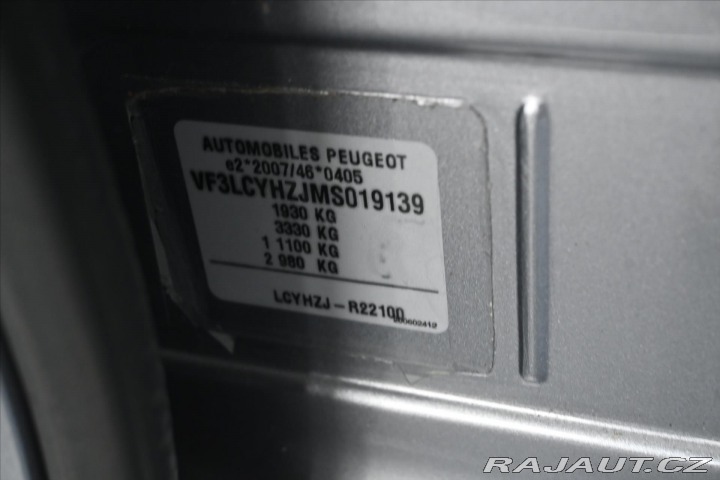 AUTOMOBILES PEUGEOT
e2*2007/46*0405
VF3LCYHZJMS019139
1930 KG
3330 KG
1 1100 KG
2 980 KG
LCYHZJ-R22100
RAJAUT.CZ